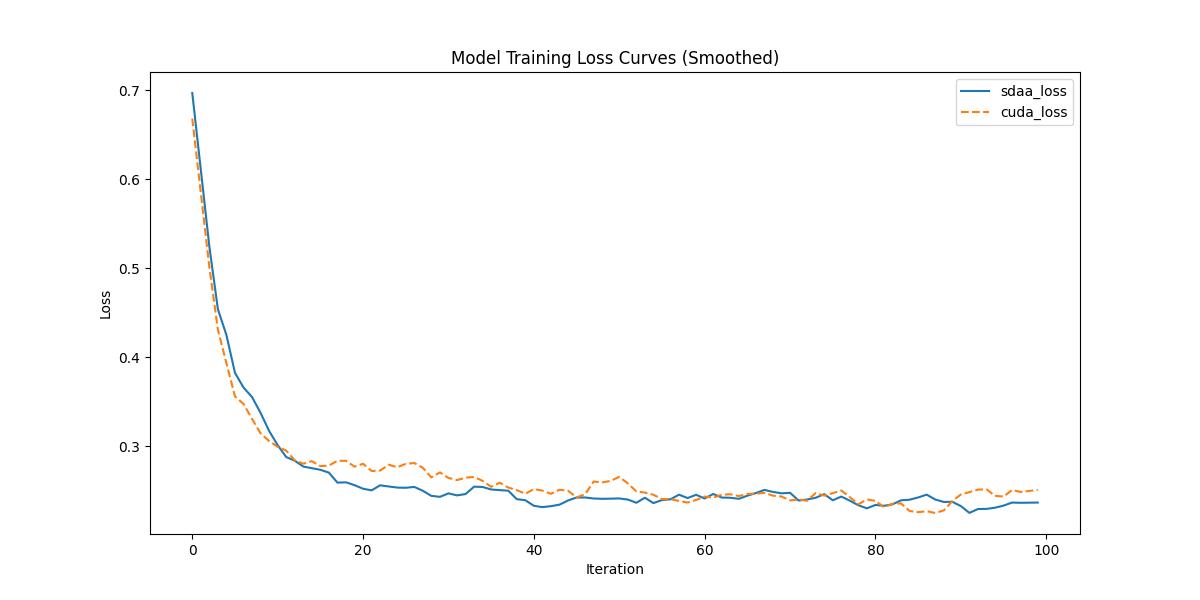 Model Training Loss Curves (Smoothed)
sdaa_loss
cuda_loss
Loss
0.7
0.6
0.5
0.4
0.3
0 20 40 60 80 100
Iteration